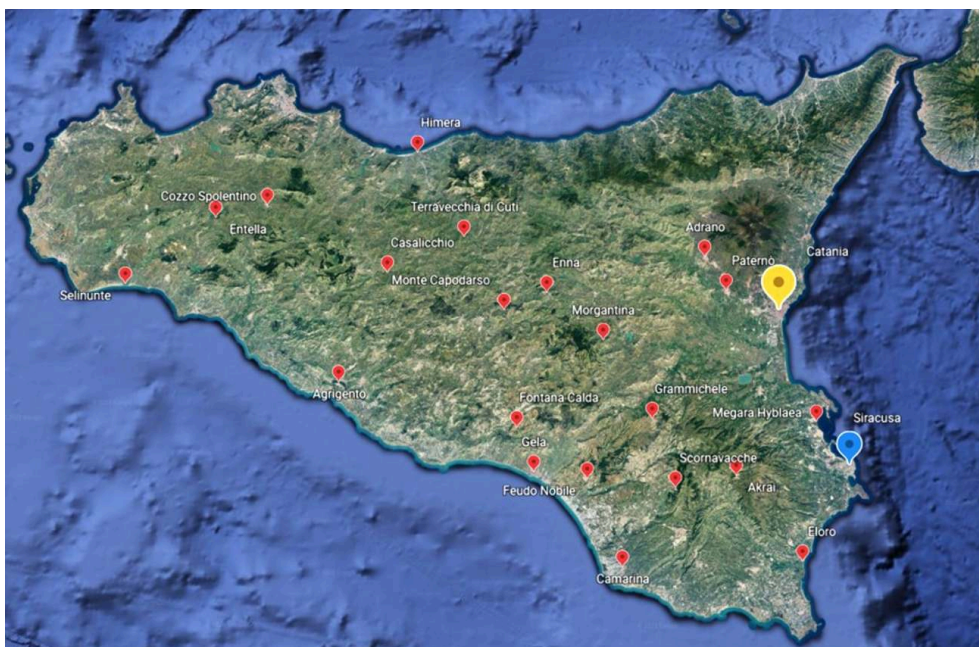 Himera
Cozzo Spolentino
Terravecchia di Cuti
Entella
Adrano
Casalicchio
Catania
Enna
Paternò
Monte Capodarso
Selinunte
Morgantina
Agrigento
Grammichele
Fontana Calda
Megara Hyblaea
Siracusa
Gela
Scornavacche
Feudo Nobile
Akrai
Eloro
Camarina